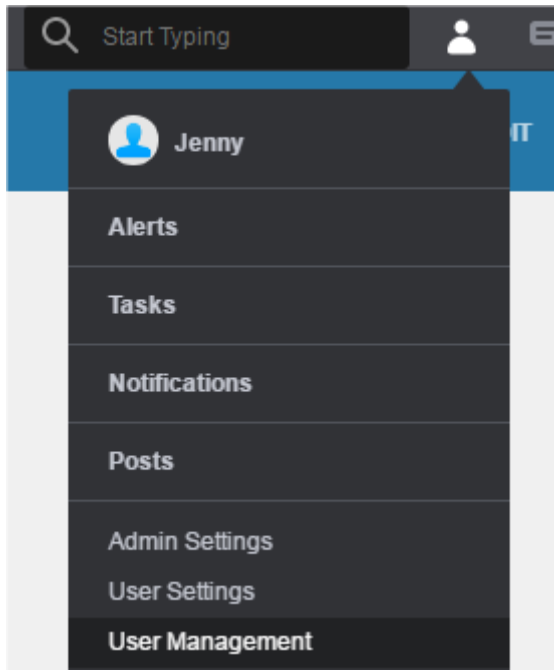 Start Typing
Jenny
Alerts
Tasks
Notifications
Posts
Admin Settings
User Settings
User Management